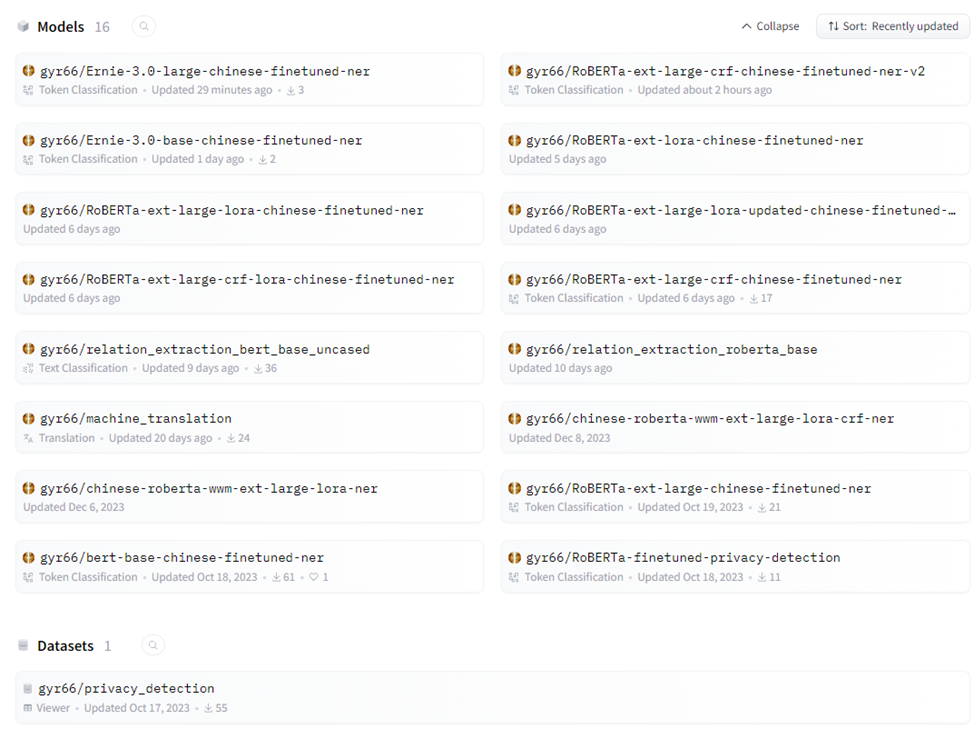 Models 16 Collapse Sort: Recently updated
gyr66/Ernie-3.0-large-chinese-finetuned-ner
Token Classification • Updated 29 minutes ago • 3
gyr66/RoBERTa-ext-large-crf-chinese-finetuned-ner-v2
Token Classification • Updated about 2 hours ago
gyr66/Ernie-3.0-base-chinese-finetuned-ner
Token Classification • Updated 1 day ago • 2
gyr66/RoBERTa-ext-lora-chinese-finetuned-ner
Updated 5 days ago
gyr66/RoBERTa-ext-large-lora-chinese-finetuned-ner
Updated 6 days ago
gyr66/RoBERTa-ext-large-lora-updated-chinese-finetuned-…
Updated 6 days ago
gyr66/RoBERTa-ext-large-crf-lora-chinese-finetuned-ner
Updated 6 days ago
gyr66/RoBERTa-ext-large-crf-chinese-finetuned-ner
Token Classification • Updated 6 days ago • 17
gyr66/relation_extraction_bert_base_uncased
Text Classification • Updated 9 days ago • 36
gyr66/relation_extraction_roberta_base
Updated 10 days ago
gyr66/machine_translation
Translation • Updated 20 days ago • 24
gyr66/chinese-roberta-wwm-ext-large-lora-crf-ner
Updated Dec 8, 2023
gyr66/chinese-roberta-wwm-ext-large-lora-ner
Updated Dec 6, 2023
gyr66/RoBERTa-ext-large-chinese-finetuned-ner
Token Classification • Updated Oct 19, 2023 • 21
gyr66/bert-base-chinese-finetuned-ner
Token Classification • Updated Oct 18, 2023 • 61 • 1
gyr66/RoBERTa-finetuned-privacy-detection
Token Classification • Updated Oct 18, 2023 • 11
Datasets 1
gyr66/privacy_detection
Viewer • Updated Oct 17, 2023 • 55